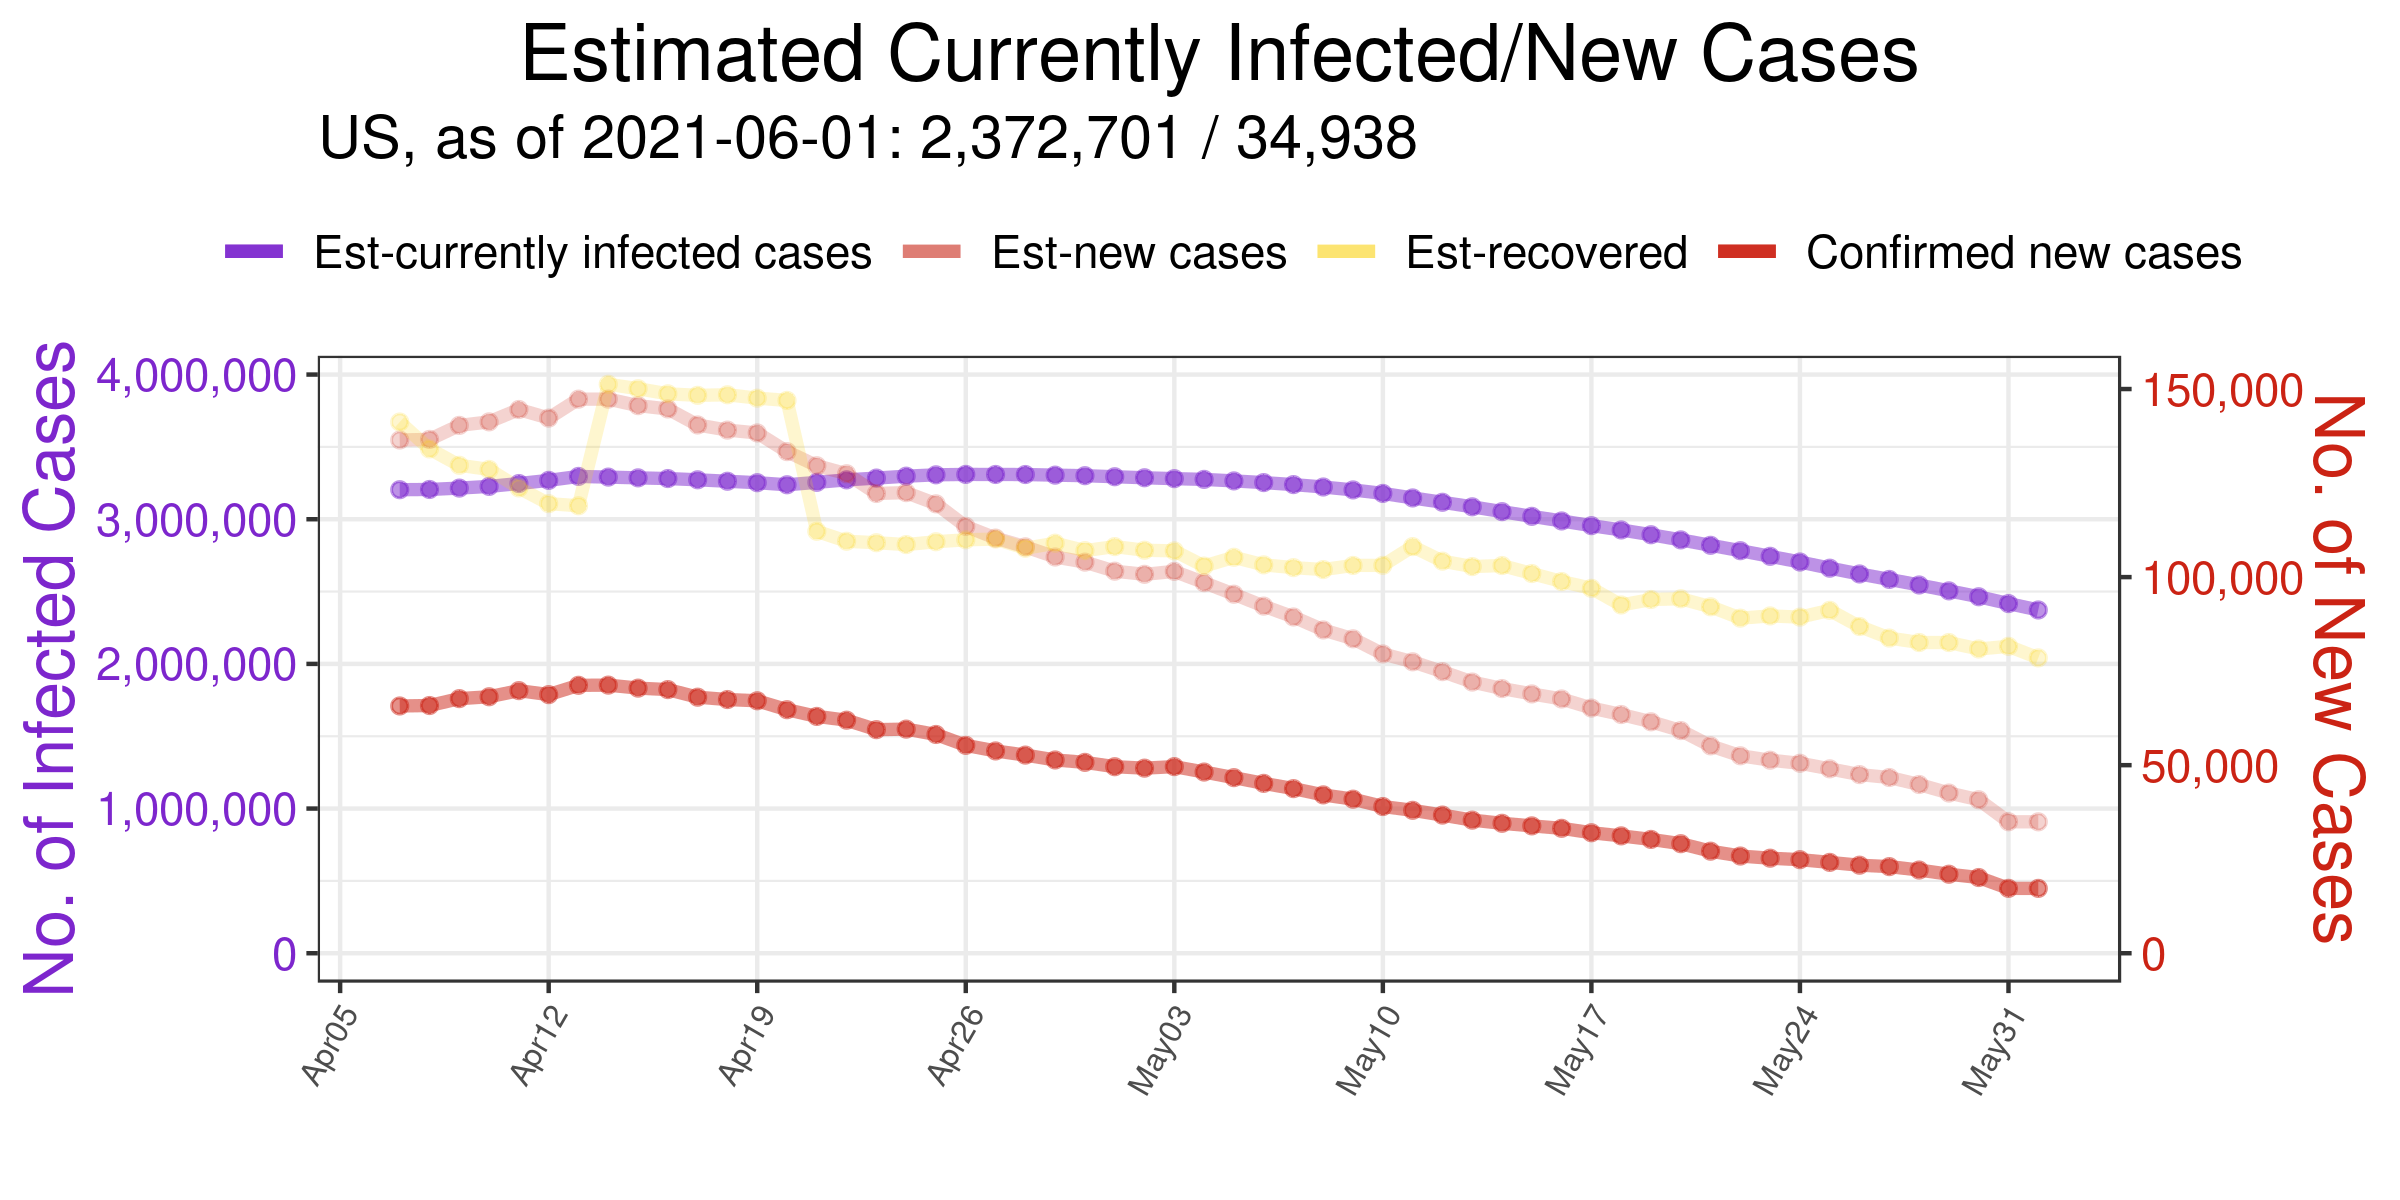 Estimated Currently Infected/New Cases
US, as of 2021-06-01: 2,372,701 / 34,938
Est-currently infected cases Est-new cases Est-recovered Confirmed new cases
No. of Infected Cases
4,000,000
3,000,000
2,000,000
1,000,000
0
150,000
100,000
50,000
0
No. of New Cases
Apr05 Apr12 Apr19 Apr26 May03 May10 May17 May24 May31